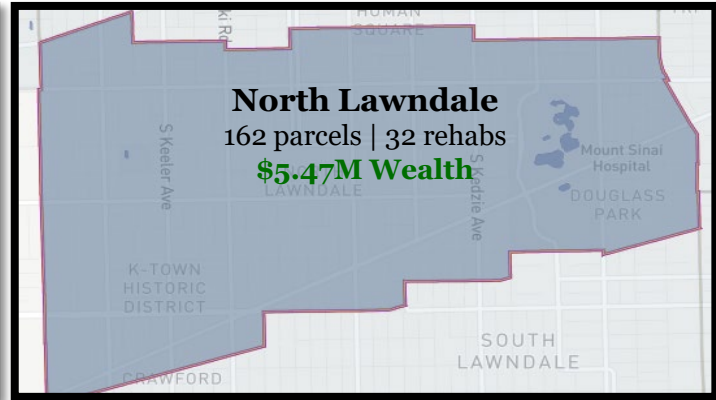 HUMAN
SQUARE
North Lawndale
162 parcels | 32 rehabs
$5.47M Wealth
LAWNDALE
S Keeler Ave
S Kedzie Ave
Mount Sinai
Hospital
DOUGLASS
PARK
K-TOWN
HISTORIC
DISTRICT
SOUTH
LAWNDALE
CRAWFORD